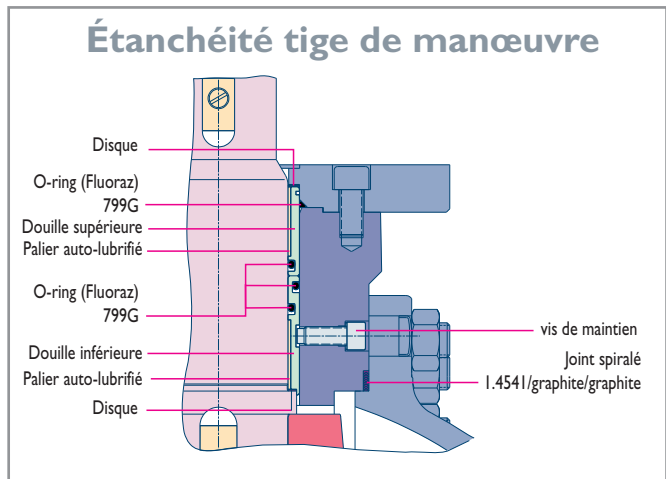 Étanchéité tige de manœuvre
Disque
O-ring (Fluoraz)
799G
Douille supérieure
Palier auto-lubrifié
O-ring (Fluoraz)
799G
Douille inférieure
Palier auto-lubrifié
Disque
vis de maintien
Joint spiralé
1.4541/graphite/graphite